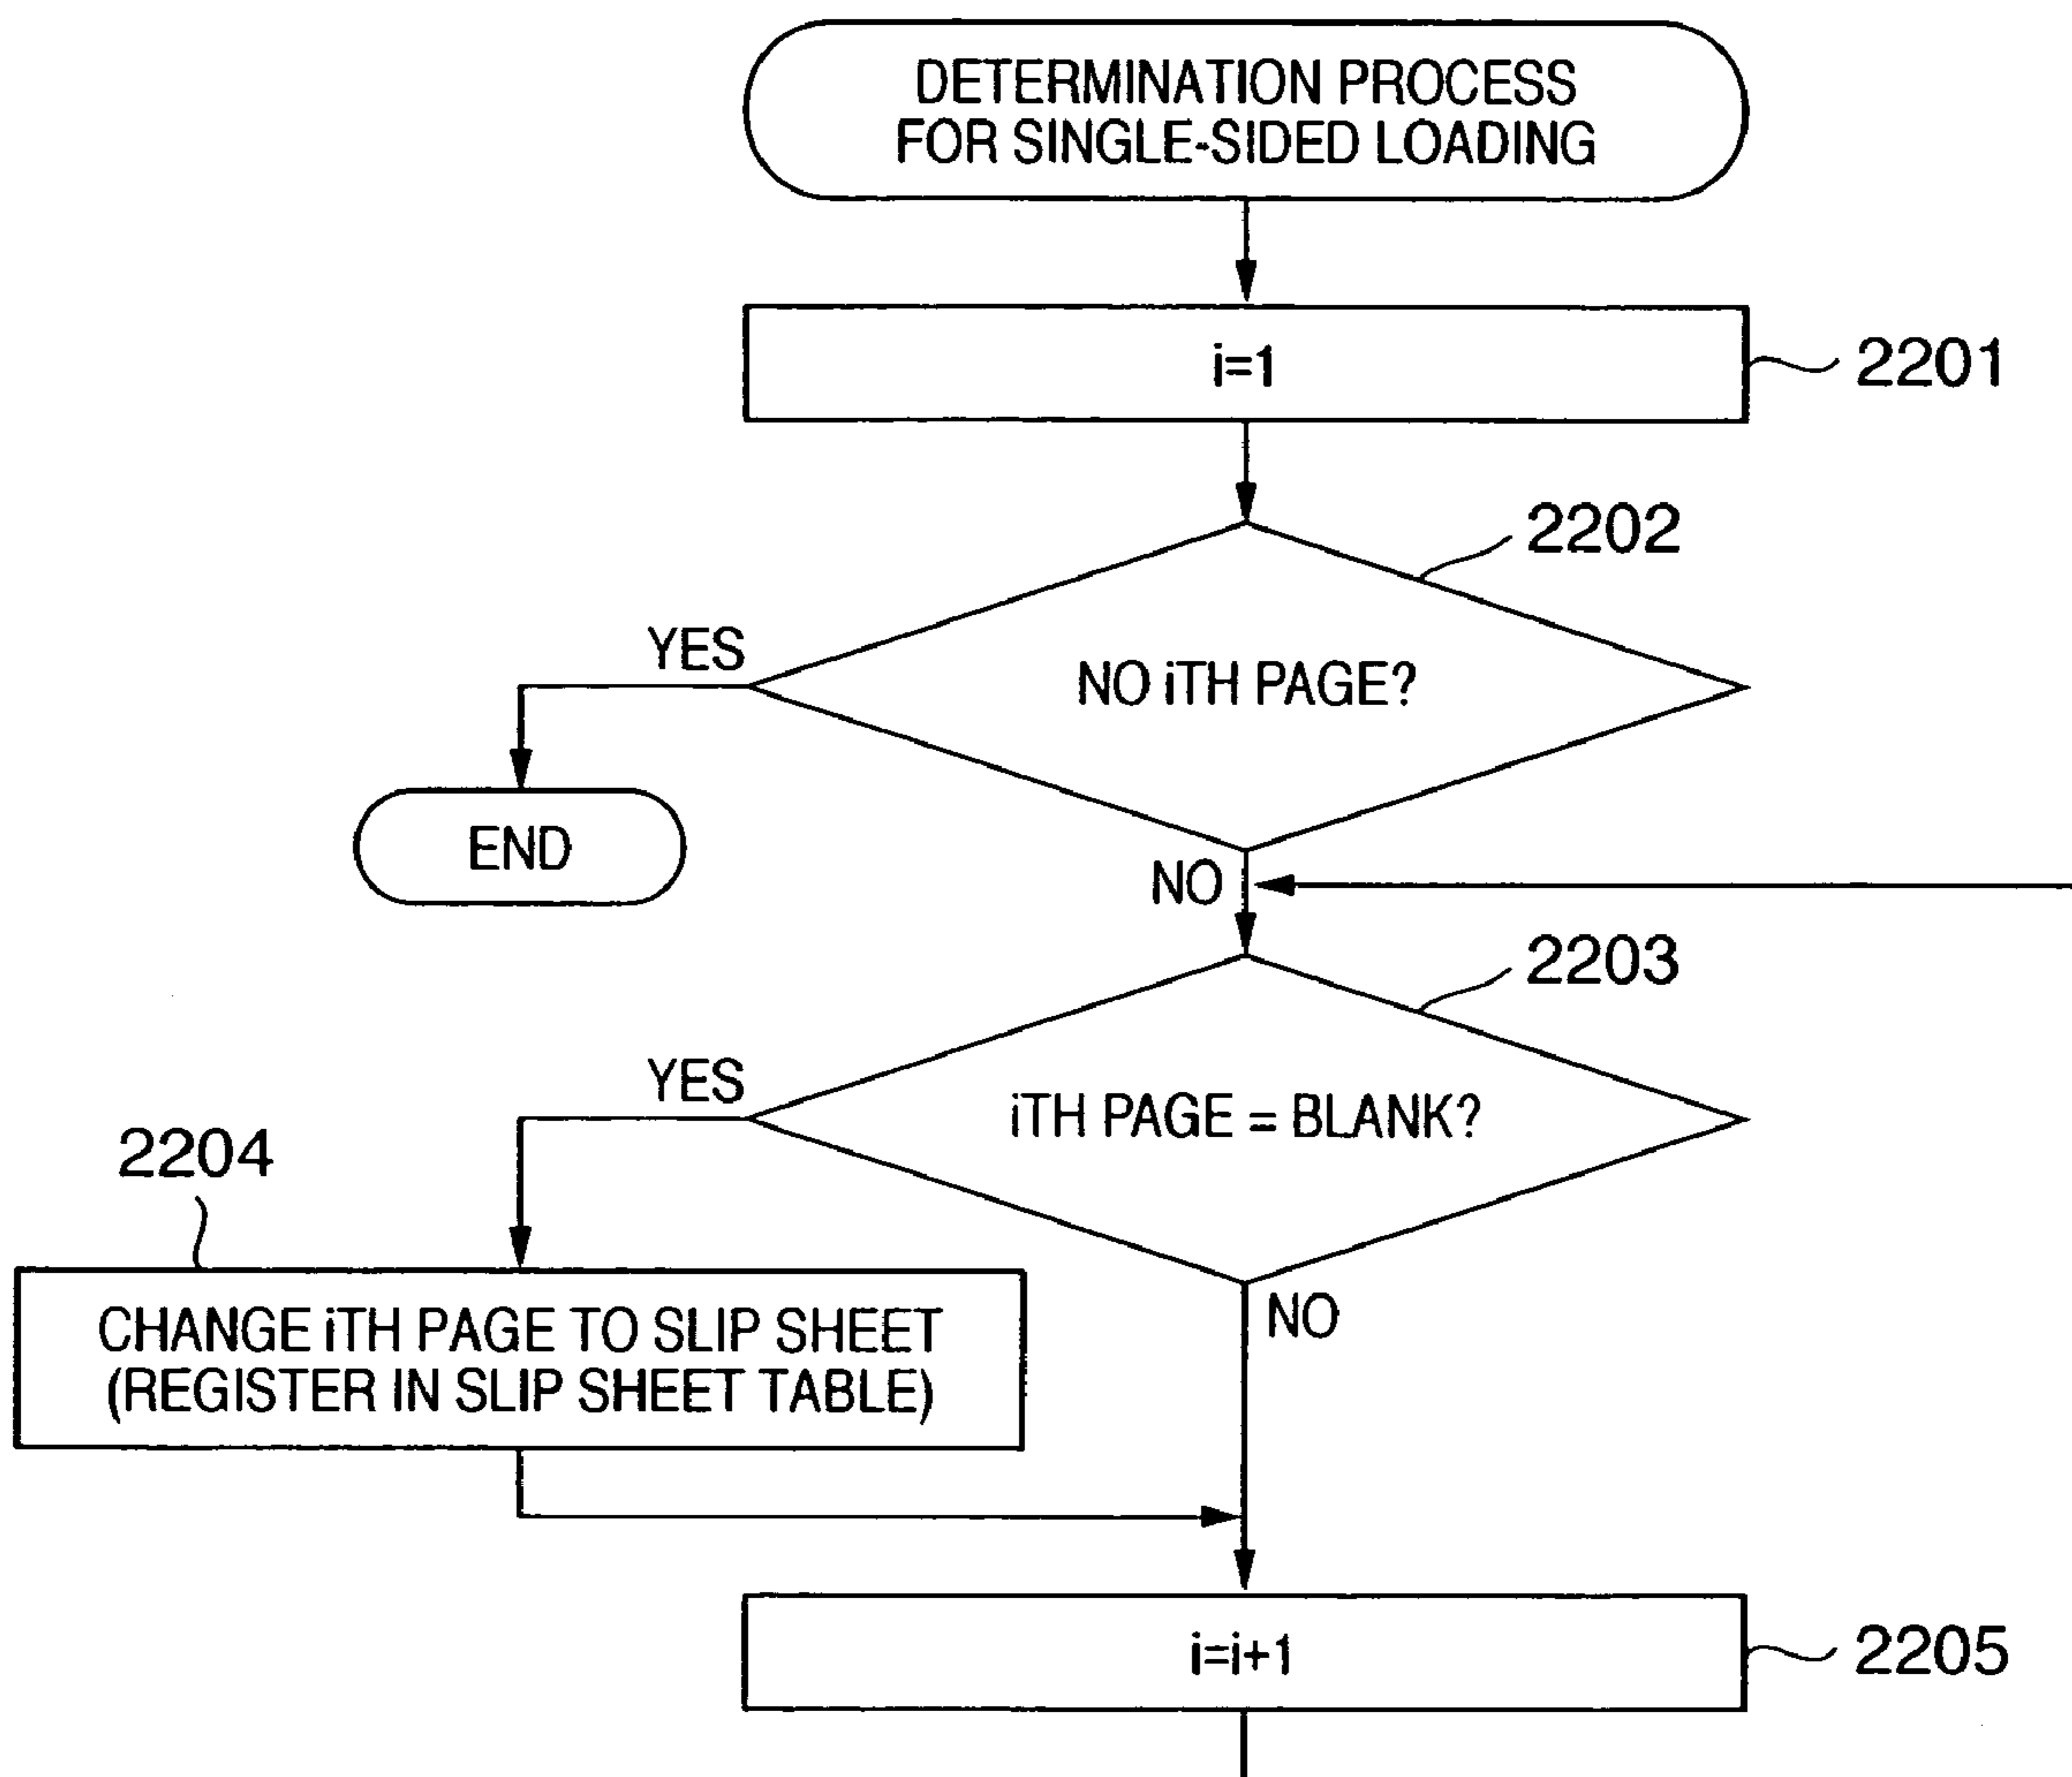 DETERMINATION PROCESS
FOR SINGLE-SIDED LOADING
i=1
2201
2202
YES
NO iTH PAGE?
END
NO
2203
YES
iTH PAGE = BLANK?
2204
NO
CHANGE iTH PAGE TO SLIP SHEET
(REGISTER IN SLIP SHEET TABLE)
i=i+1
2205